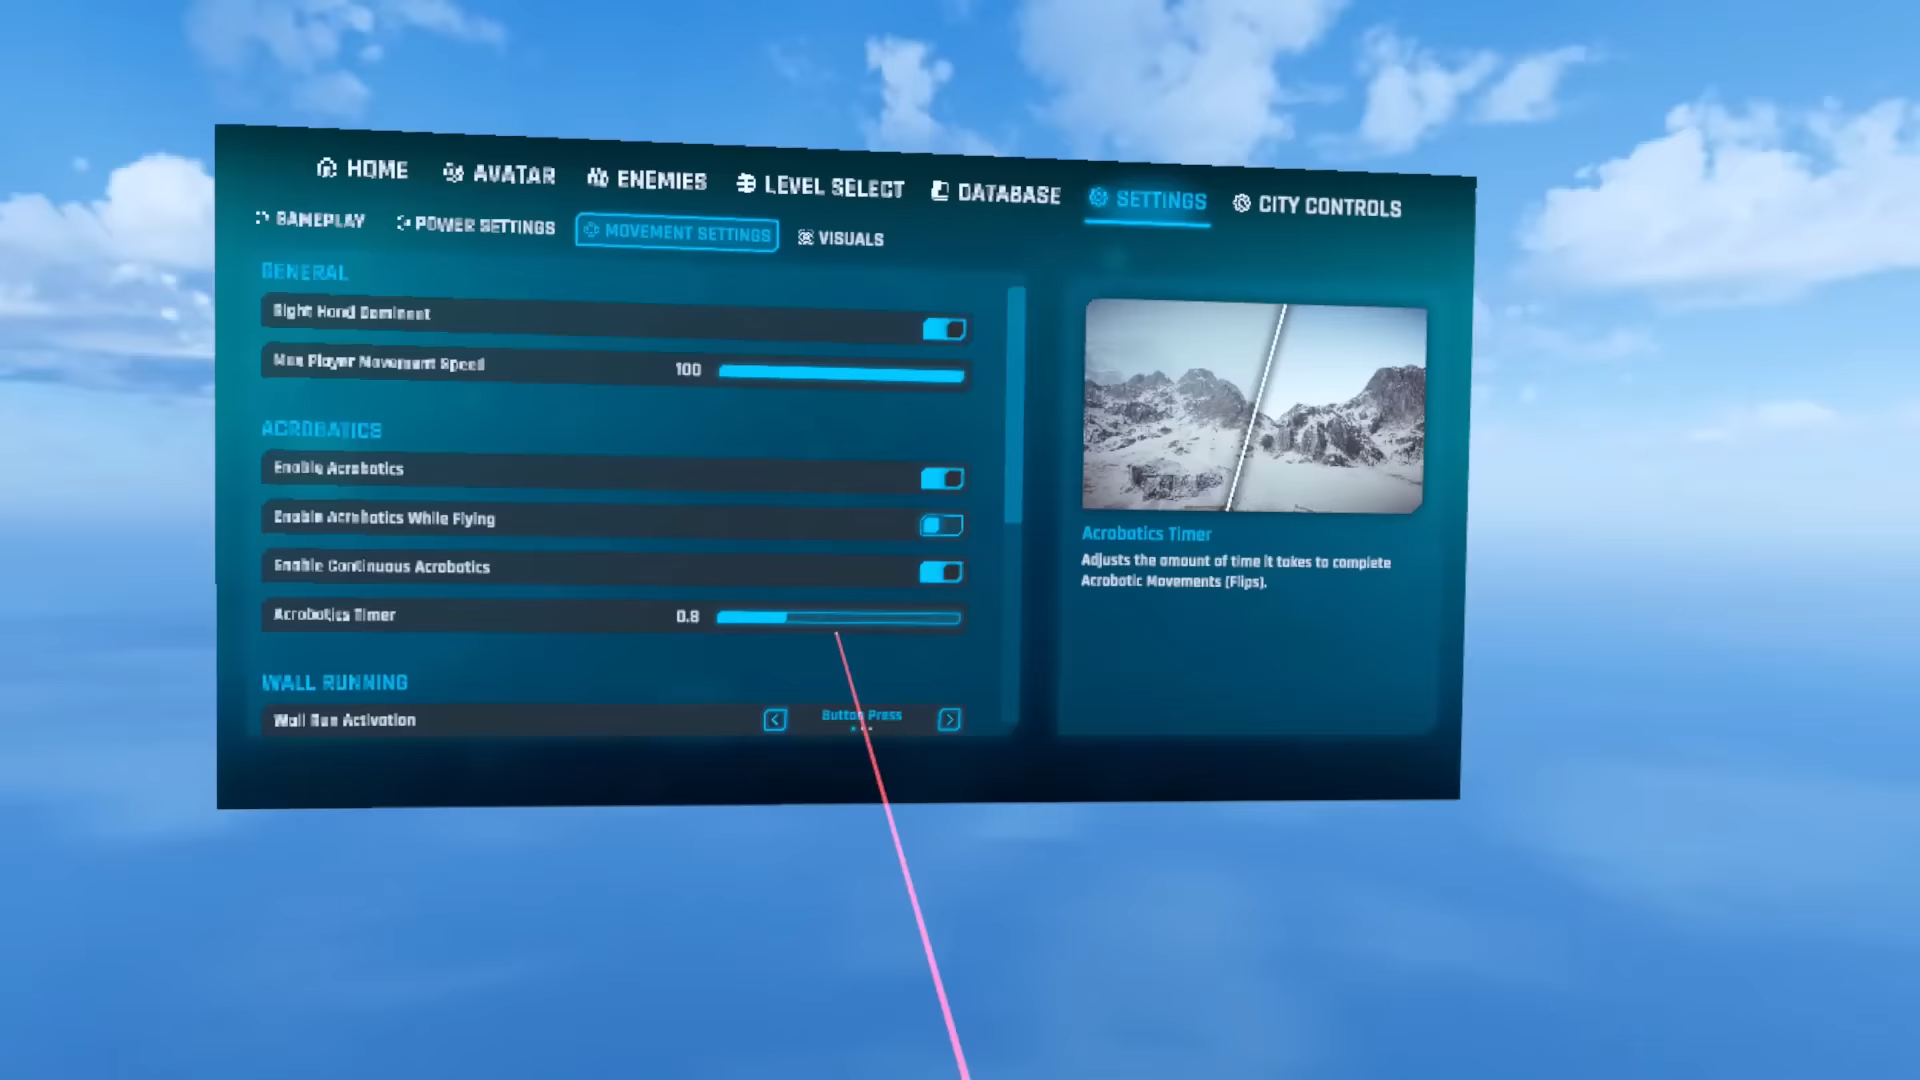 HOME AVATAR ENEMIES LEVEL SELECT DATABASE SETTINGS CITY CONTROLS
GAMEPLAY POWER SETTINGS MOVEMENT SETTINGS VISUALS
GENERAL
Right Hand Dominant
Max Player Movement Speed 100
ACROBATICS
Enable Acrobatics
Enable Acrobatics While Flying
Enable Continuous Acrobatics
Acrobatics Timer 0.8
WALL RUNNING
Wall Run Activation Button Press
Acrobatics Timer
Adjusts the amount of time it takes to complete
Acrobatic Movements (Flips).